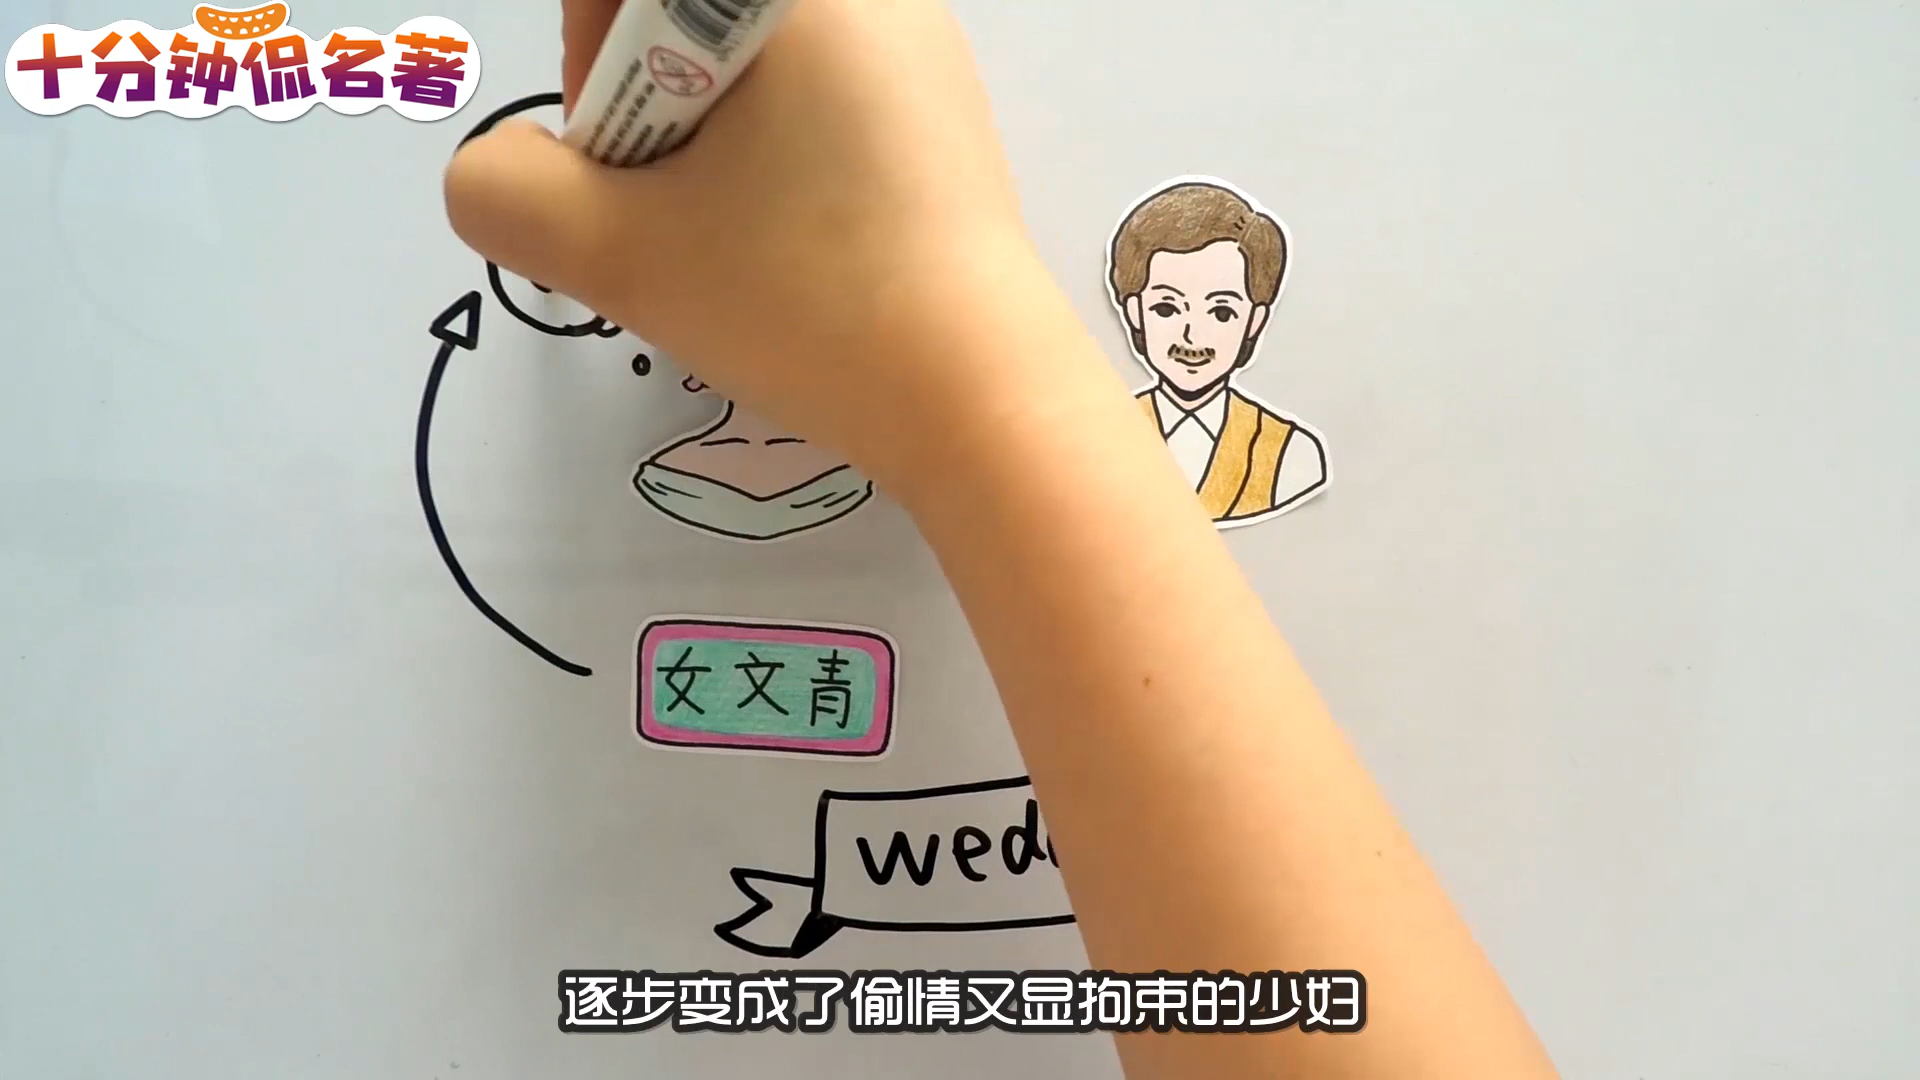 十分钟侃名著
女文青
wed
逐步变成了偷情又显拘束的少妇